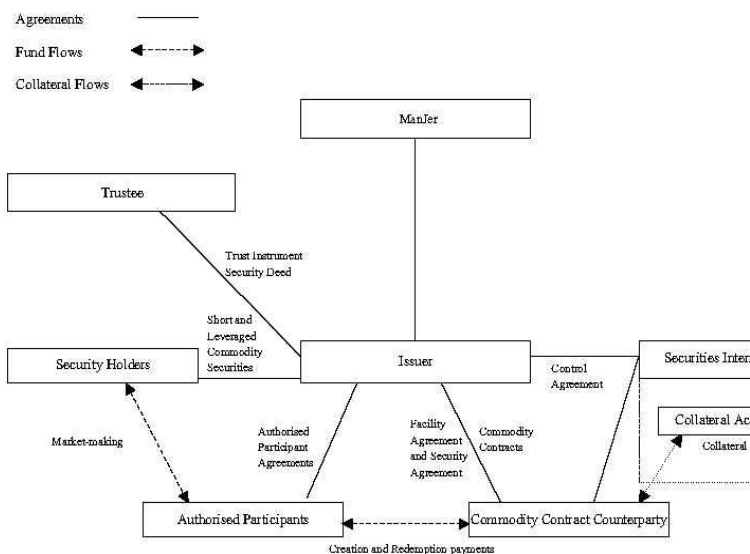 Agreements
Fund Flows
Collateral Flows
ManJer
Trustee
Trust Instrument
Security Deed
Short and
Leveraged
Commodity
Securities
Security Holders
Issuer
Control
Agreement
Securities
Collateral
Collateral
Market-making
Authorised
Participant
Agreements
Facility
Agreement
and Security
Agreement
Commodity
Contracts
Authorised Participants
Commodity Contract Counterparty
Creation and Redemption payments